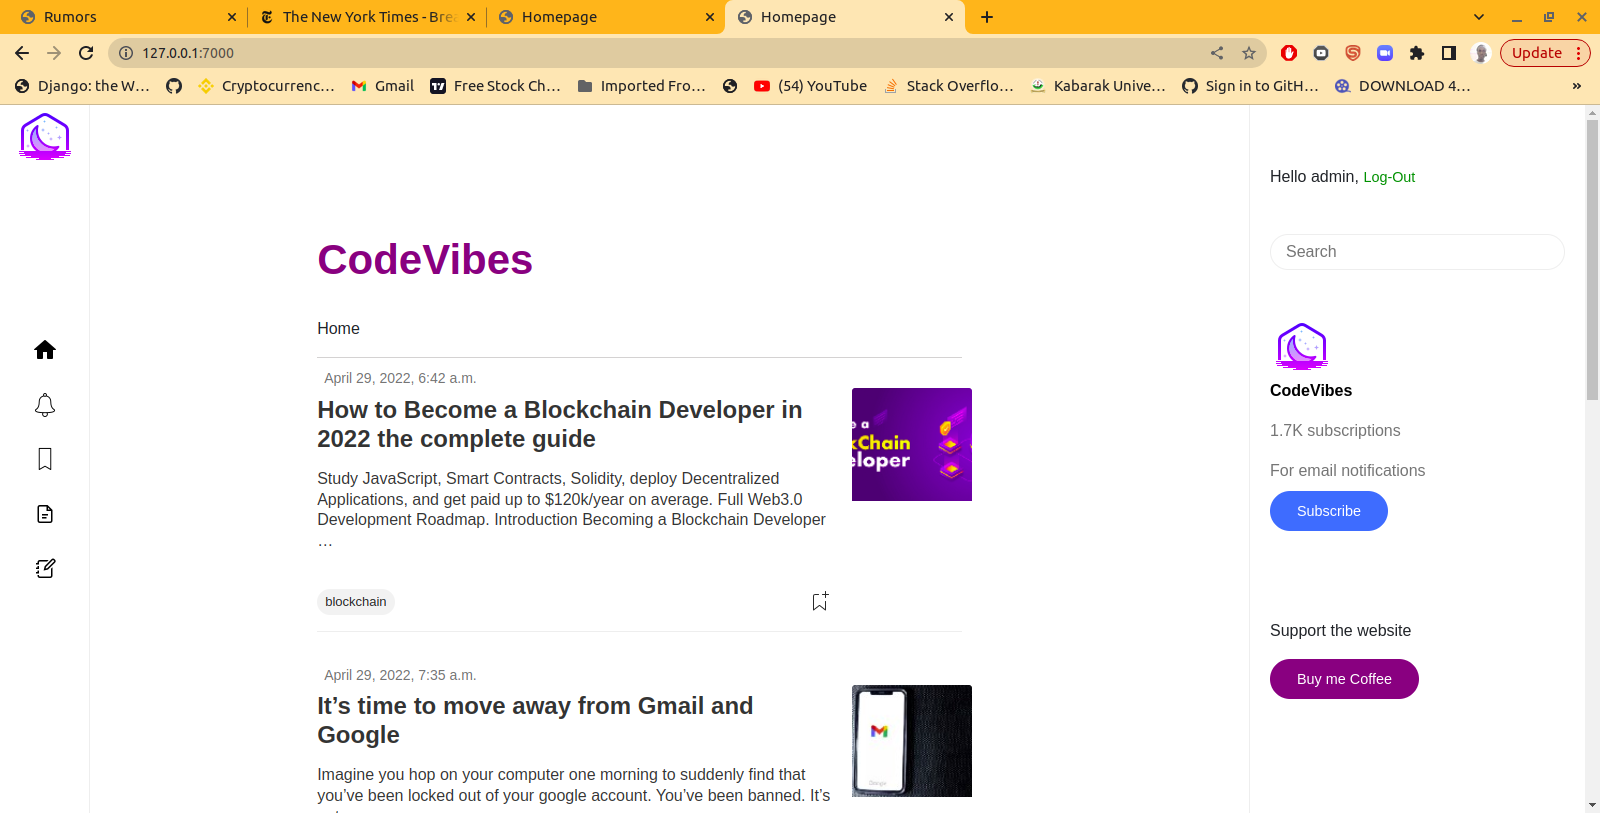 Rumors
The New York Times - Brea
Homepage
Homepage
127.0.0.1:7000
Update
Django: the W...
Cryptocurrenc...
Gmail
Free Stock Ch...
Imported Fro...
(54) YouTube
Stack Overflo...
Kabarak Unive...
Sign in to GitH...
DOWNLOAD 4...
»
Hello admin, Log-Out
Search
CodeVibes
1.7K subscriptions
For email notifications
Subscribe
Support the website
Buy me Coffee
CodeVibes
Home
April 29, 2022, 6:42 a.m.
How to Become a Blockchain Developer in
2022 the complete guide
Study JavaScript, Smart Contracts, Solidity, deploy Decentralized
Applications, and get paid up to $120k/year on average. Full Web3.0
Development Roadmap. Introduction Becoming a Blockchain Developer
…
e a
kChain
eloper
blockchain
April 29, 2022, 7:35 a.m.
It’s time to move away from Gmail and
Google
Imagine you hop on your computer one morning to suddenly find that
you’ve been locked out of your google account. You’ve been banned. It’s
Google